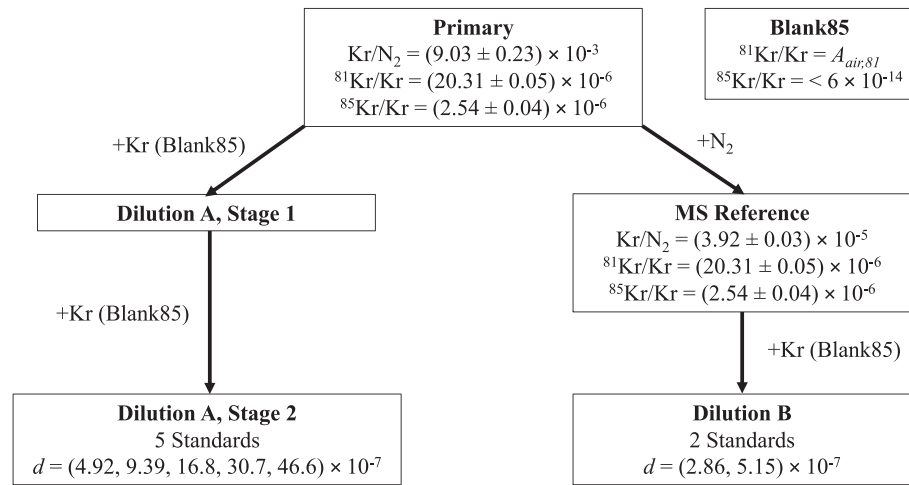 Primary
Kr/N₂ = (9.03 ± 0.23) × 10⁻³
⁸¹Kr/Kr = (20.31 ± 0.05) × 10⁻⁶
⁸⁵Kr/Kr = (2.54 ± 0.04) × 10⁻⁶
Blank85
⁸¹Kr/Kr = A_air,81
⁸⁵Kr/Kr = < 6 × 10⁻¹⁴
+Kr (Blank85)
+N₂
Dilution A, Stage 1
MS Reference
Kr/N₂ = (3.92 ± 0.03) × 10⁻⁵
⁸¹Kr/Kr = (20.31 ± 0.05) × 10⁻⁶
⁸⁵Kr/Kr = (2.54 ± 0.04) × 10⁻⁶
+Kr (Blank85)
+Kr (Blank85)
Dilution A, Stage 2
5 Standards
d = (4.92, 9.39, 16.8, 30.7, 46.6) × 10⁻⁷
Dilution B
2 Standards
d = (2.86, 5.15) × 10⁻⁷